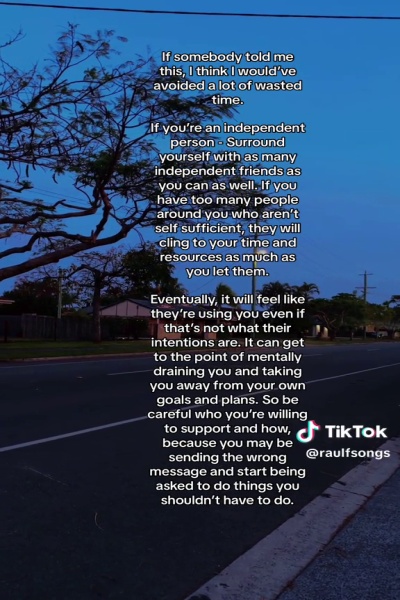 If somebody told me
this, I think I would've
avoided a lot of wasted
time.
If you're an independent
person - Surround
yourself with as many
independent friends as
you can as well. If you
have too many people
around you who aren't
self sufficient, they will
cling to your time and
resources as much as
you let them.
Eventually, it will feel like
they're using you even if
that's not what their
intentions are. It can get
to the point of mentally
draining you and taking
you away from your own
goals and plans. So be
careful who you're willing
to support and how,
because you may be
sending the wrong
message and start being
asked to do things you
shouldn't have to do.
TikTok
@raulfsongs